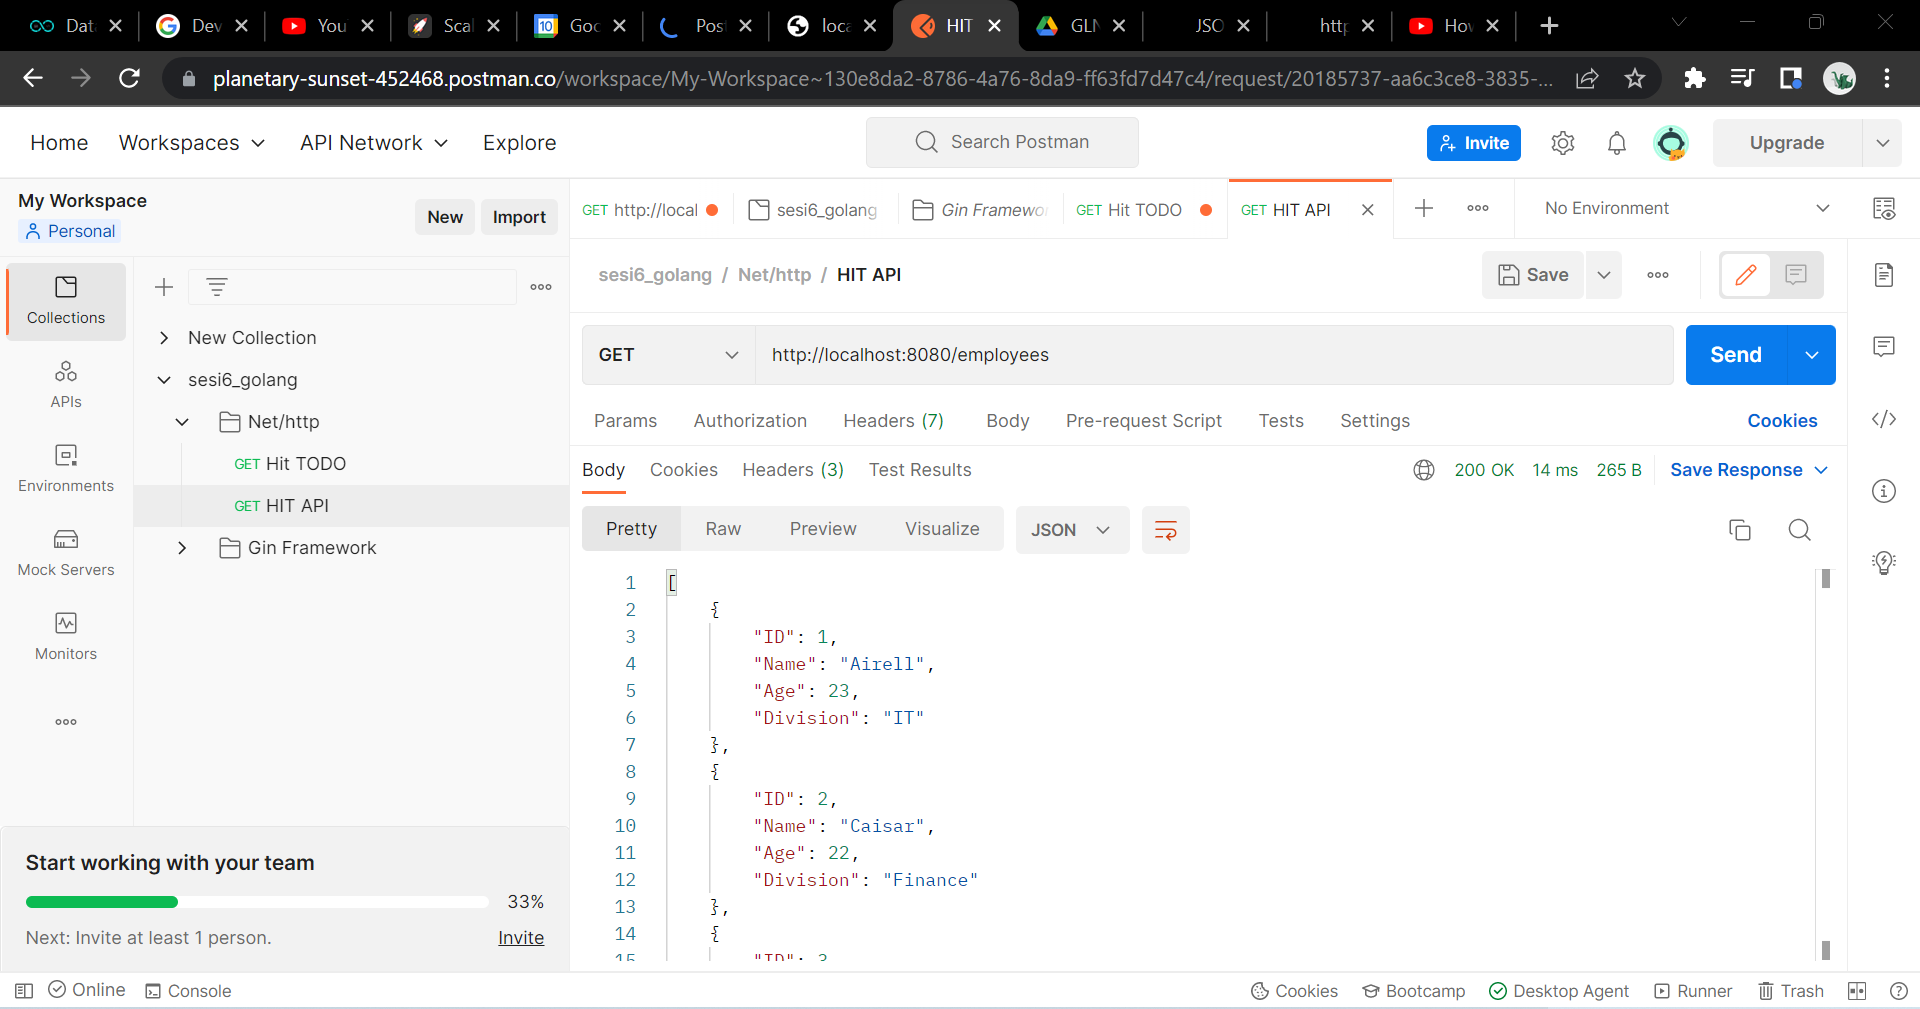 Dat
Dev
You
Scal
Goo
Pos
loca
HIT
GLN
JSO
http
How
planetary-sunset-452468.postman.co/workspace/My-Workspace~130e8da2-8786-4a76-8da9-ff63fd7d47c4/request/20185737-aa6c3ce8-3835-...
Home
Workspaces
API Network
Explore
Search Postman
Invite
Upgrade
My Workspace
Personal
New
Import
GET http://local
sesi6_golang
Gin Framewo
GET Hit TODO
GET HIT API
No Environment
sesi6_golang / Net/http / HIT API
Save
Collections
APIs
Environments
Mock Servers
Monitors
New Collection
sesi6_golang
Net/http
GET Hit TODO
GET HIT API
Gin Framework
GET
http://localhost:8080/employees
Send
Params
Authorization
Headers (7)
Body
Pre-request Script
Tests
Settings
Cookies
Body
Cookies
Headers (3)
Test Results
200 OK
14 ms
265 B
Save Response
Pretty
Raw
Preview
Visualize
JSON
1 [
2 {
3 "ID": 1,
4 "Name": "Airell",
5 "Age": 23,
6 "Division": "IT"
7 },
8 {
9 "ID": 2,
10 "Name": "Caisar",
11 "Age": 22,
12 "Division": "Finance"
13 },
14 {
15 "ID": 3
Start working with your team
33%
Next: Invite at least 1 person.
Invite
Online
Console
Cookies
Bootcamp
Desktop Agent
Runner
Trash